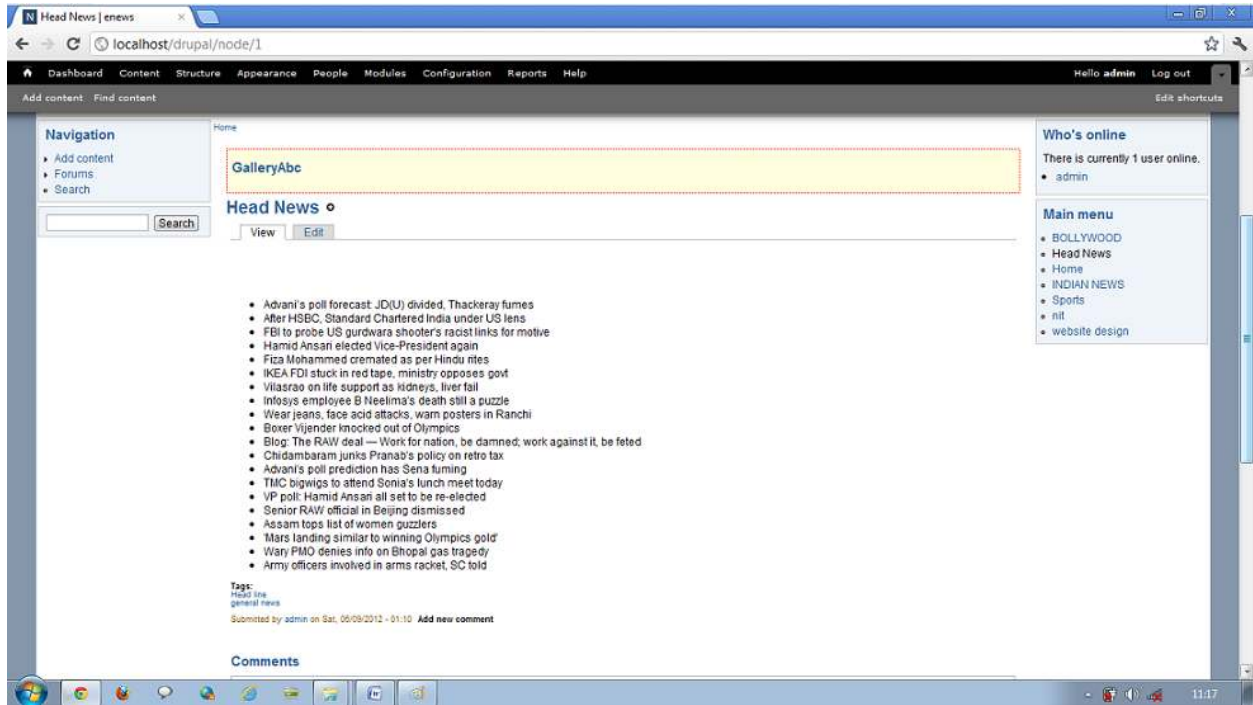 Head News | enews
localhost/drupal/node/1
Dashboard Content Structure Appearance People Modules Configuration Reports Help
Hello admin Log out
Add content Find content
Edit shortcuts
Navigation
Add content
Forums
Search
Search
Home
GalleryAbc
Head News
View Edit
Advani's poll forecast: JD(U) divided, Thackeray fumes
After HSBC, Standard Chartered India under US lens
FBI to probe US gurdwara shooter's racist links for motive
Hamid Ansari elected Vice-President again
Fiza Mohammed cremated as per Hindu rites
IKEA FDI stuck in red tape, ministry opposes govt
Vilasrao on life support as kidneys, liver fail
Infosys employee B Neelima's death still a puzzle
Wear jeans, face acid attacks, warn posters in Ranchi
Boxer Vijender knocked out of Olympics
Blog: The RAW deal — Work for nation, be damned; work against it, be feted
Chidambaram junks Pranab's policy on retro tax
Advani's poll prediction has Sena fuming
TMC bigwigs to attend Sonia's lunch meet today
VP poll: Hamid Ansari all set to be re-elected
Senior RAW official in Beijing dismissed
Assam tops list of women guzzlers
'Mars landing similar to winning Olympics gold'
Wary PMO denies info on Bhopal gas tragedy
Army officers involved in arms racket, SC told
Tags:
Head line
general news
Submitted by admin on Sat, 06/09/2012 - 01:10 Add new comment
Comments
Who's online
There is currently 1 user online.
admin
Main menu
BOLLYWOOD
Head News
Home
INDIAN NEWS
Sports
nit
website design
11:17